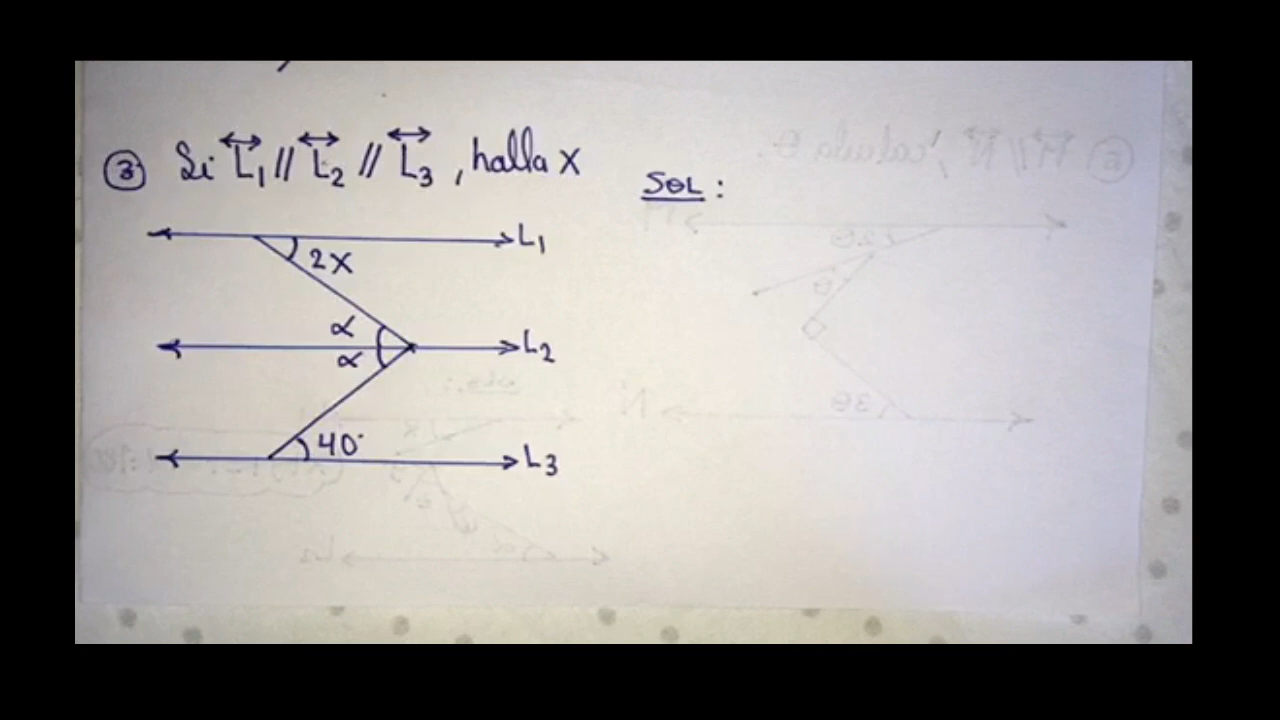 3 Si L1 // L2 // L3 , halla x
SOL :
L1
2x
α
L2
α
40°
L3